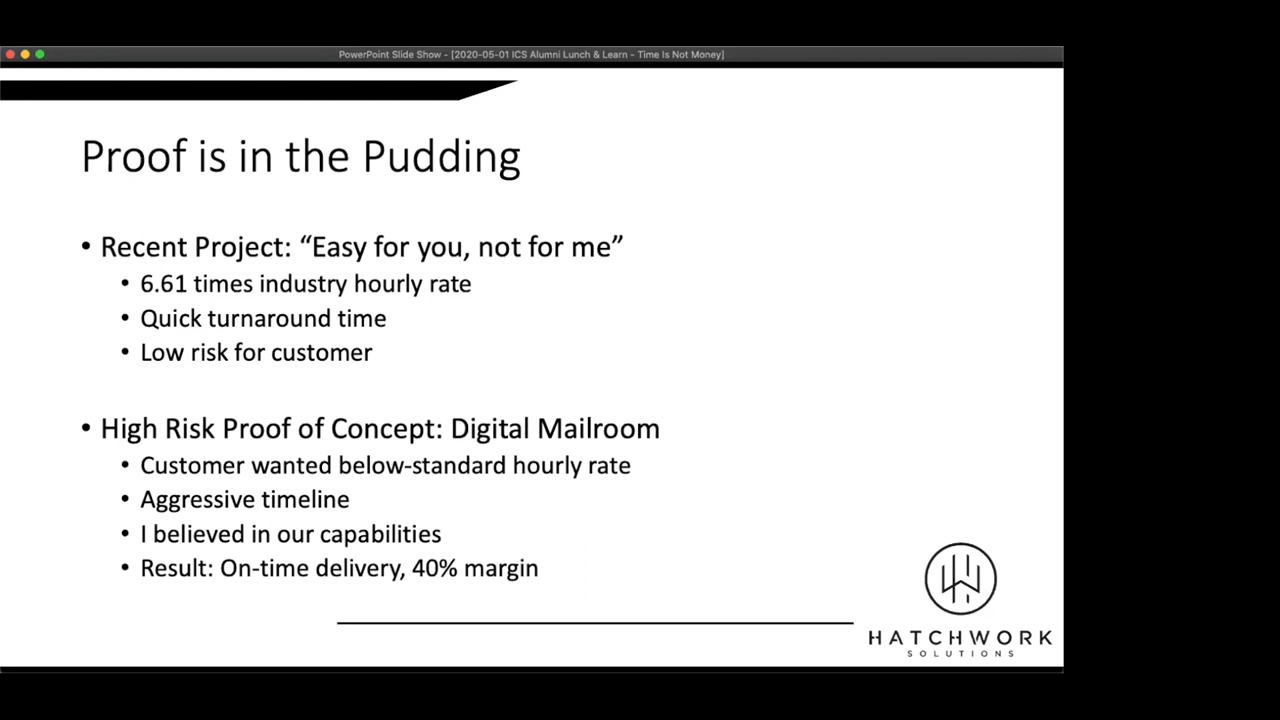 PowerPoint Slide Show - [2020-05-01 ICS Alumni Lunch & Learn - Time Is Not Money]
Proof is in the Pudding
• Recent Project: “Easy for you, not for me”
• 6.61 times industry hourly rate
• Quick turnaround time
• Low risk for customer
• High Risk Proof of Concept: Digital Mailroom
• Customer wanted below-standard hourly rate
• Aggressive timeline
• I believed in our capabilities
• Result: On-time delivery, 40% margin
HATCHWORK
SOLUTIONS